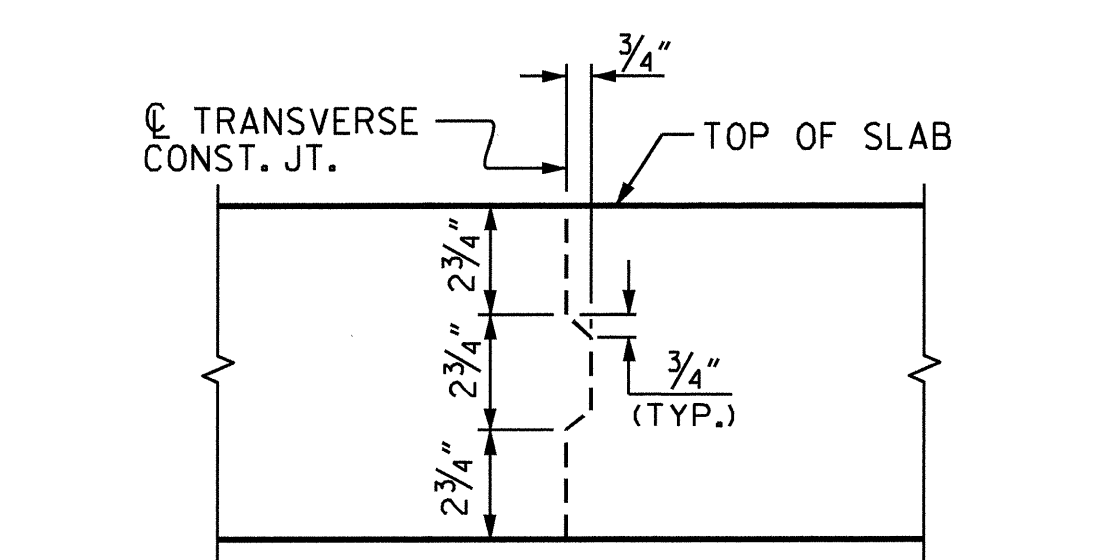 3/4"
℄ TRANSVERSE
CONST. JT.
TOP OF SLAB
2 3/4"
2 3/4"
3/4"
(TYP.)
2 3/4"